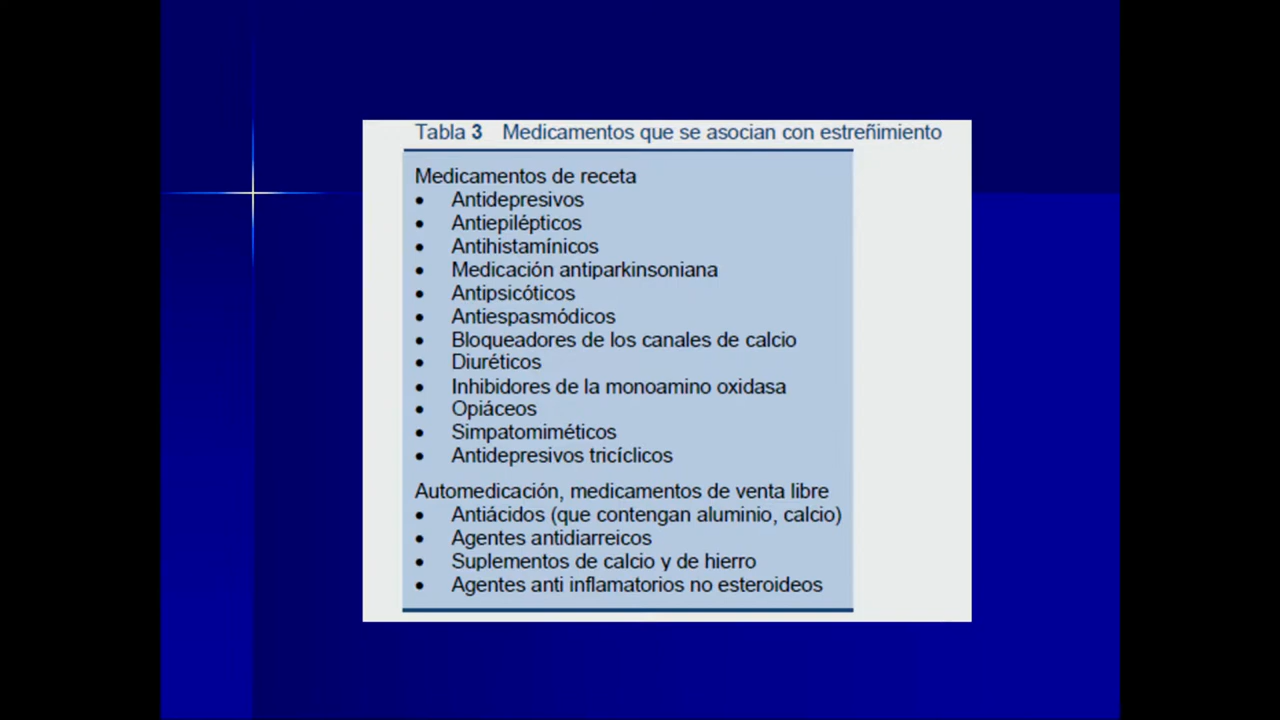 Tabla 3 Medicamentos que se asocian con estreñimiento
Medicamentos de receta
• Antidepresivos
• Antiepilépticos
• Antihistamínicos
• Medicación antiparkinsoniana
• Antipsicóticos
• Antiespasmódicos
• Bloqueadores de los canales de calcio
• Diuréticos
• Inhibidores de la monoamino oxidasa
• Opiáceos
• Simpatomiméticos
• Antidepresivos tricíclicos
Automedicación, medicamentos de venta libre
• Antiácidos (que contengan aluminio, calcio)
• Agentes antidiarreicos
• Suplementos de calcio y de hierro
• Agentes anti inflamatorios no esteroideos